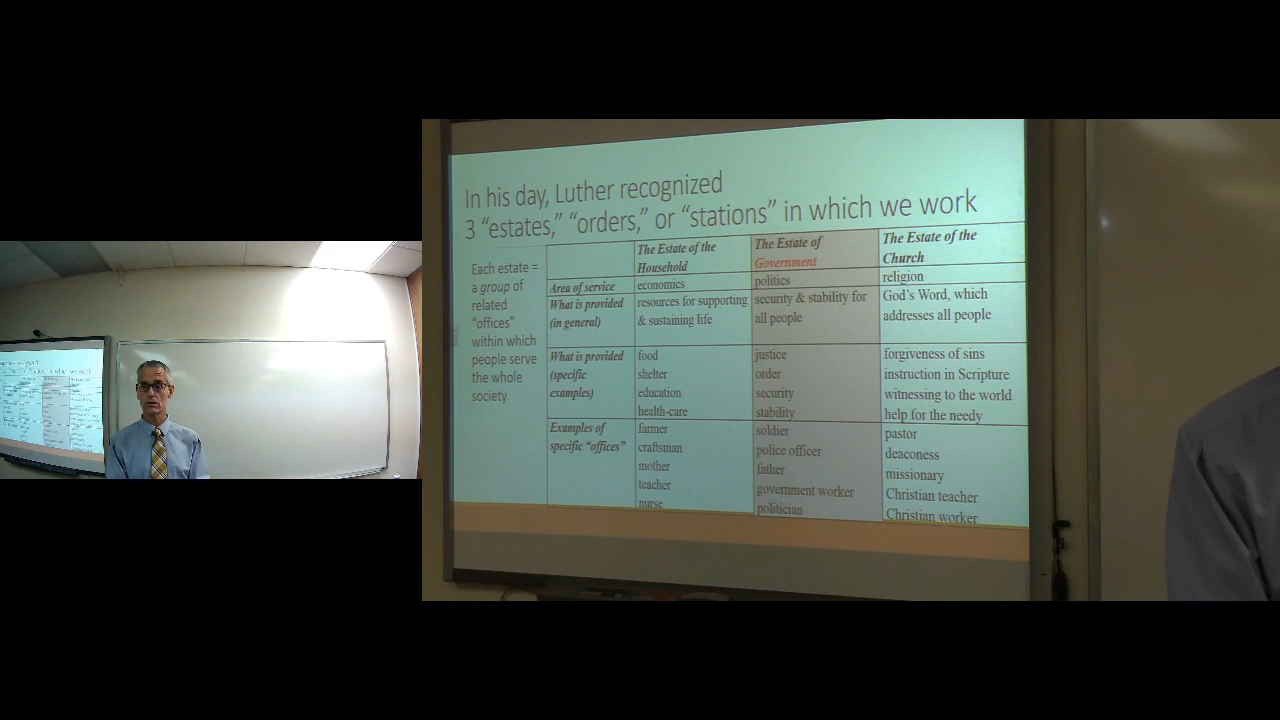 In his day, Luther recognized
3 “estates,” “orders,” or “stations” in which we work
Each estate =
a group of
related
“offices”
within which
people serve
the whole
society
The Estate of the
Household
The Estate of
Government
The Estate of the
Church
Area of service
economics
politics
religion
What is provided
(in general)
resources for supporting
& sustaining life
security & stability for
all people
God’s Word, which
addresses all people
What is provided
(specific
examples)
food
shelter
education
health-care
justice
order
security
stability
forgiveness of sins
instruction in Scripture
witnessing to the world
help for the needy
Examples of
specific “offices”
farmer
craftsman
mother
teacher
nurse
soldier
police officer
father
government worker
politician
pastor
deaconess
missionary
Christian teacher
Christian worker